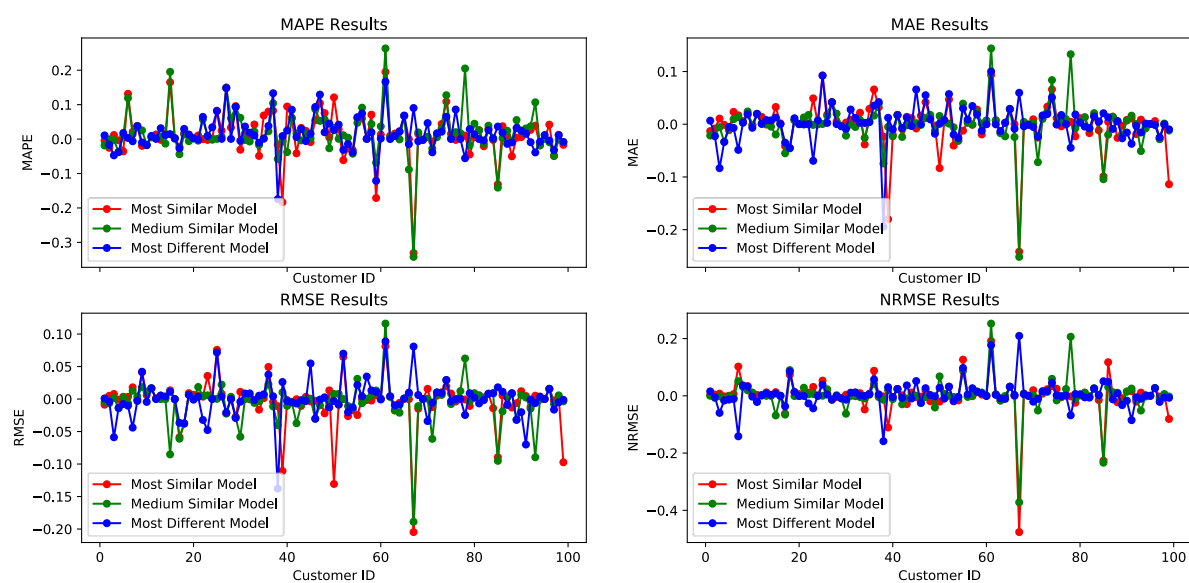 MAPE Results
0.2
0.1
0.0
−0.1
−0.2
−0.3
MAPE
Most Similar Model
Medium Similar Model
Most Different Model
Customer ID
MAE Results
0.1
0.0
−0.1
−0.2
MAE
Most Similar Model
Medium Similar Model
Most Different Model
Customer ID
RMSE Results
0.10
0.05
0.00
−0.05
−0.10
−0.15
−0.20
RMSE
Most Similar Model
Medium Similar Model
Most Different Model
0 20 40 60 80 100
Customer ID
NRMSE Results
0.2
0.0
−0.2
−0.4
NRMSE
Most Similar Model
Medium Similar Model
Most Different Model
0 20 40 60 80 100
Customer ID